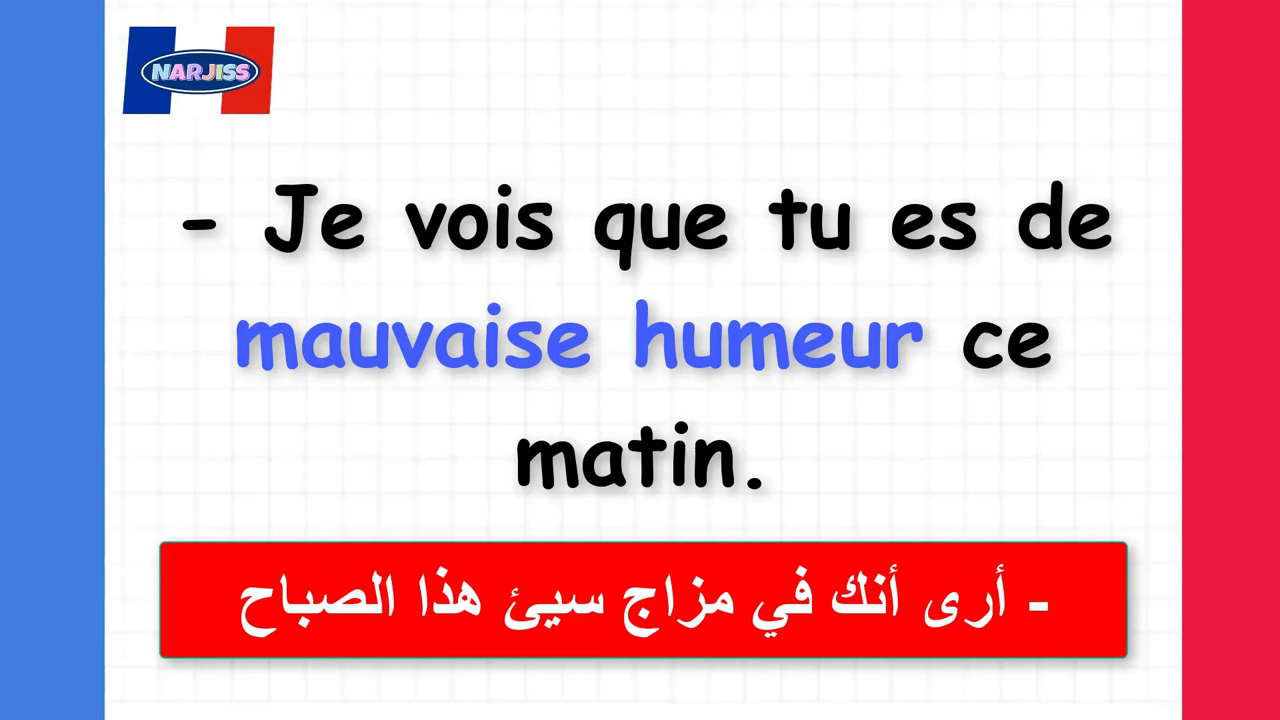 NARJISS
- Je vois que tu es de
mauvaise humeur ce
matin.
- أرى أنك في مزاج سيئ هذا الصباح